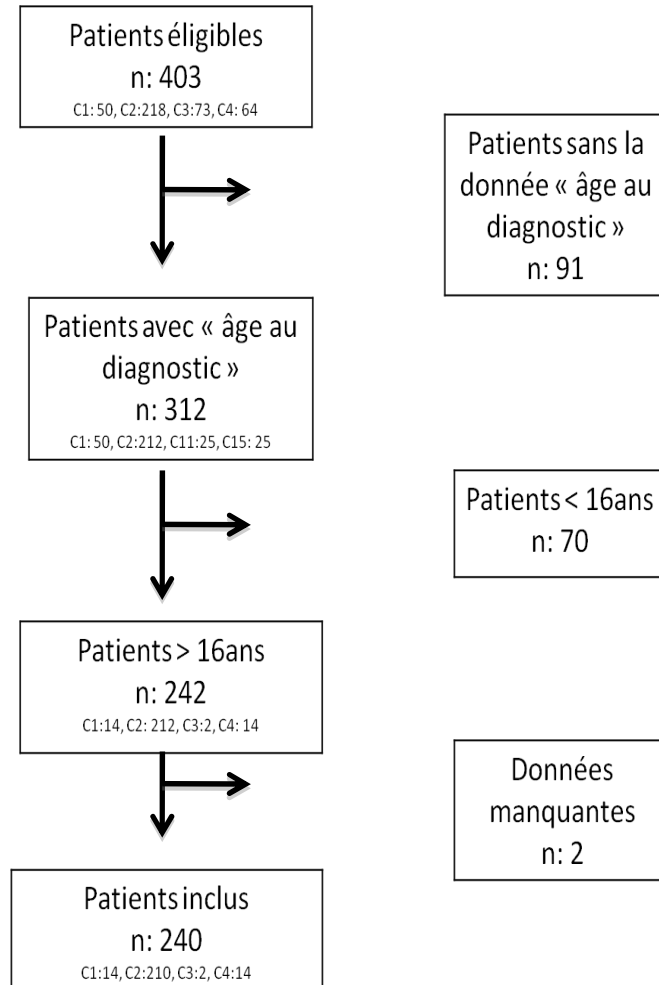 Patients éligibles
n: 403
C1: 50, C2:218, C3:73, C4: 64
Patients sans la
donnée « âge au
diagnostic »
n: 91
Patients avec « âge au
diagnostic »
n: 312
C1: 50, C2:212, C11:25, C15: 25
Patients < 16ans
n: 70
Patients > 16ans
n: 242
C1:14, C2: 212, C3:2, C4: 14
Données
manquantes
n: 2
Patients inclus
n: 240
C1:14, C2:210, C3:2, C4:14